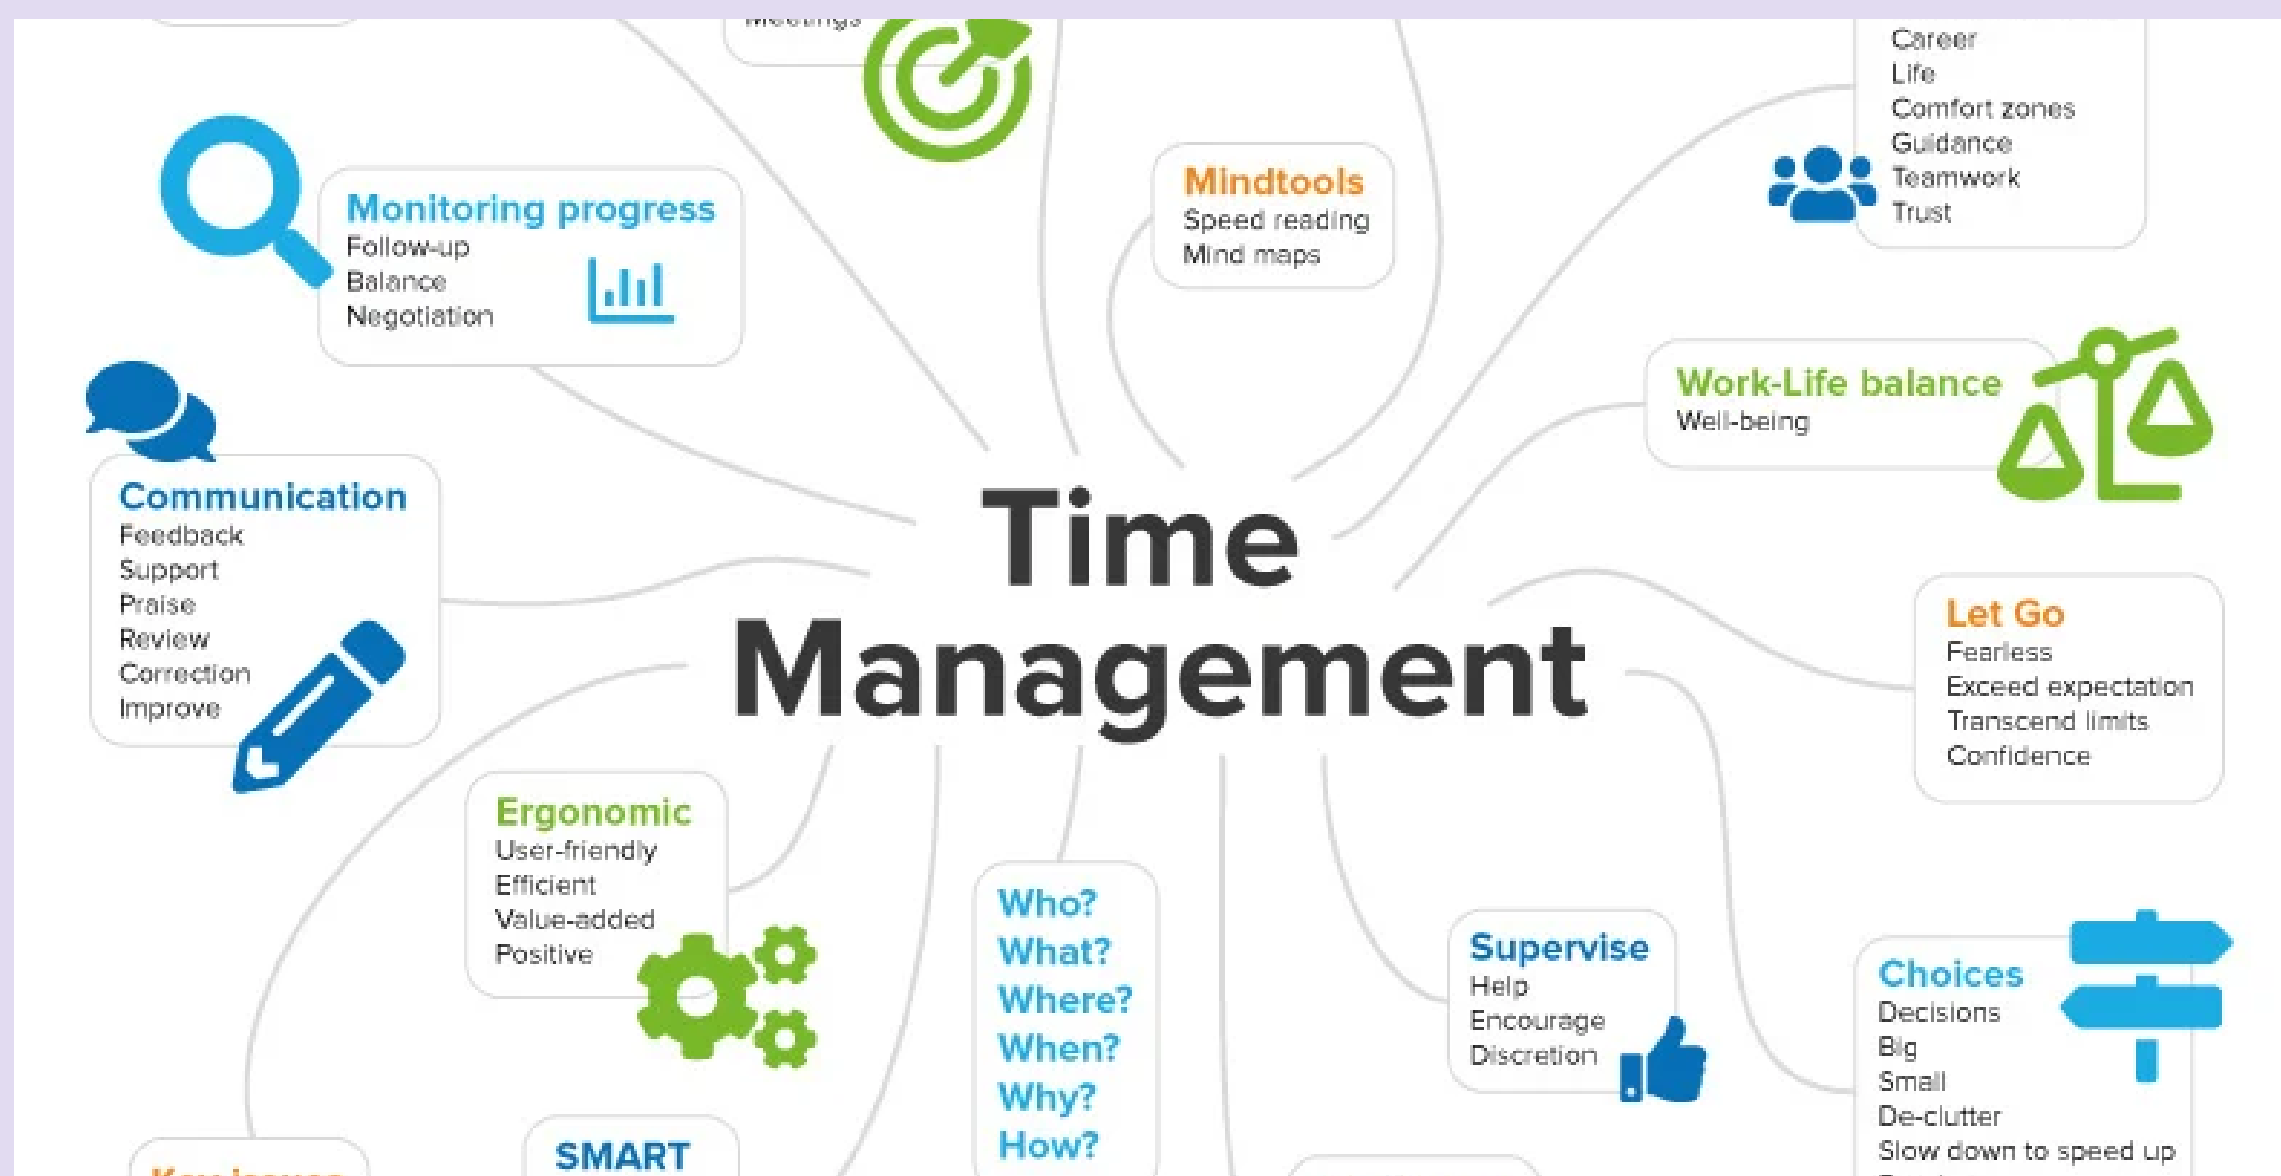 Meetings
Career
Life
Comfort zones
Guidance
Teamwork
Trust
Mindtools
Speed reading
Mind maps
Monitoring progress
Follow-up
Balance
Negotiation
Work-Life balance
Well-being
Communication
Feedback
Support
Praise
Review
Correction
Improve
Time
Management
Let Go
Fearless
Exceed expectation
Transcend limits
Confidence
Ergonomic
User-friendly
Efficient
Value-added
Positive
Who?
What?
Where?
When?
Why?
How?
Supervise
Help
Encourage
Discretion
Choices
Decisions
Big
Small
De-clutter
Slow down to speed up
SMART
Key issues